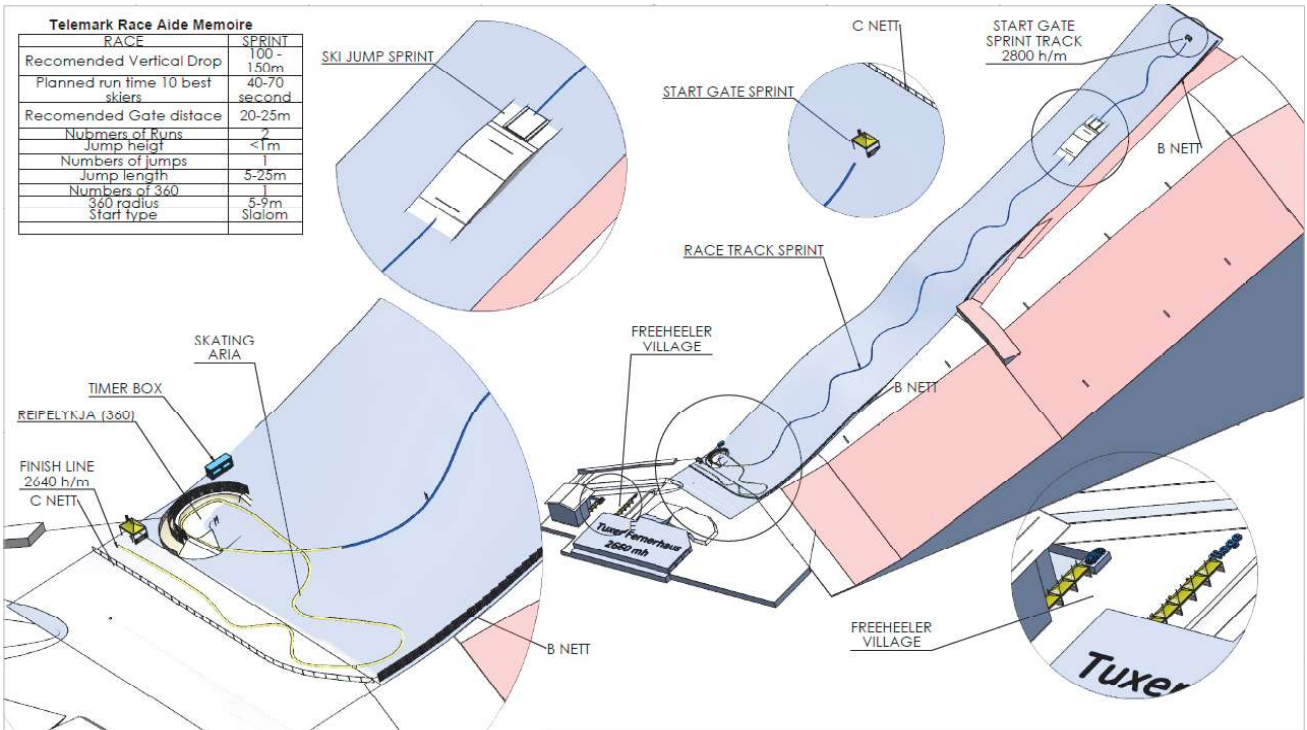 Telemark Race Aide Memoire
RACE SPRINT
Recomended Vertical Drop 100 - 150m
Planned run time 10 best skiers 40-70 second
Recomended Gate distace 20-25m
Nubmers of Runs 2
Jump heigt <1m
Numbers of jumps 1
Jump length 5-25m
Numbers of 360 1
360 radius 5-9m
Start type Slalom
SKI JUMP SPRINT
C NETT
START GATE
SPRINT TRACK
2800 h/m
START GATE SPRINT
B NETT
RACE TRACK SPRINT
FREEHEELER
VILLAGE
B NETT
SKATING
ARIA
TIMER BOX
REIPELYKJA (360)
FINISH LINE
2640 h/m
C NETT
B NETT
Tuxer Fernerhaus
2660 mh
FREEHEELER
VILLAGE
Tuxer